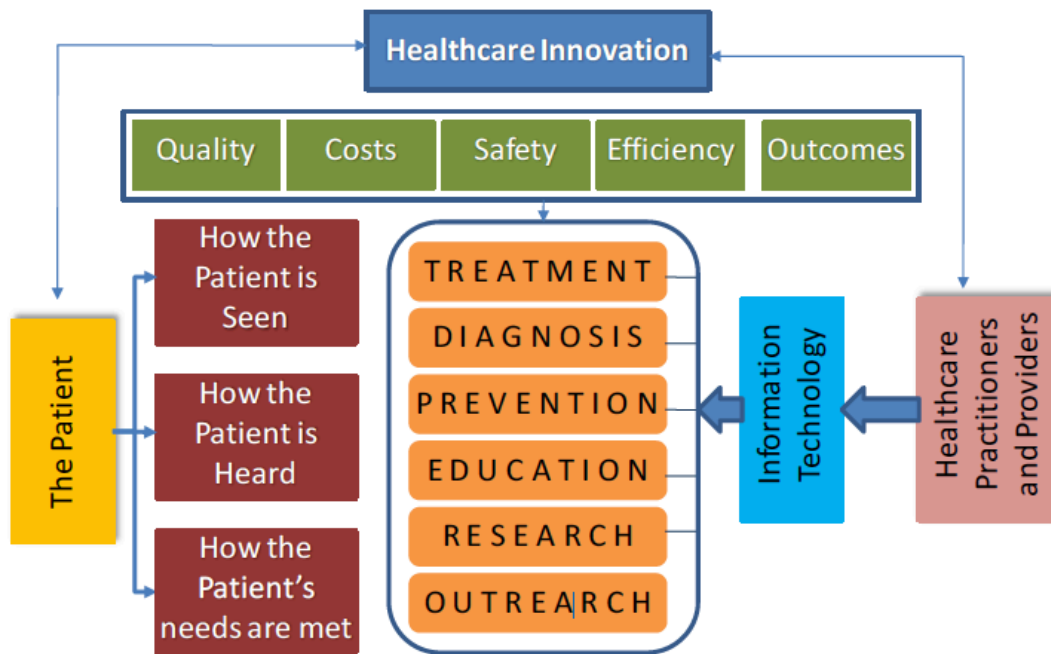 Healthcare Innovation
Quality
Costs
Safety
Efficiency
Outcomes
How the
Patient is
Seen
How the
Patient is
Heard
How the
Patient's
needs are met
The Patient
TREATMENT
DIAGNOSIS
PREVENTION
EDUCATION
RESEARCH
OUTREARCH
Information
Technology
Healthcare
Practitioners
and Providers